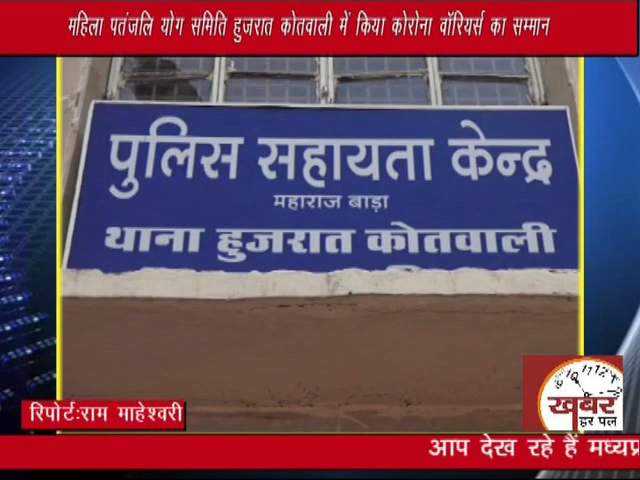 महिला पतंजलि योग समिति हुजरात कोतवाली में किया कोरोना वॉरियर्स का सम्मान
पुलिस सहायता केन्द्र
महाराज बाड़ा
थाना हुजरात कोतवाली
खबर
हर पल
रिपोर्ट:राम माहेश्वरी
आप देख रहे हैं मध्यप्र